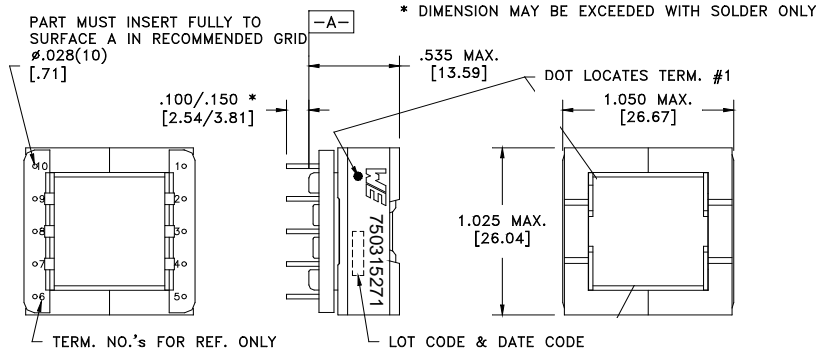 * DIMENSION MAY BE EXCEEDED WITH SOLDER ONLY
PART MUST INSERT FULLY TO
SURFACE A IN RECOMMENDED GRID
ø.028(10)
[.71]
-A-
.535 MAX.
[13.59]
.100/.150 *
[2.54/3.81]
DOT LOCATES TERM. #1
1.050 MAX.
[26.67]
10
9
8
7
6
1
2
3
4
5
WE 750315271
1.025 MAX.
[26.04]
TERM. NO.'s FOR REF. ONLY
LOT CODE & DATE CODE